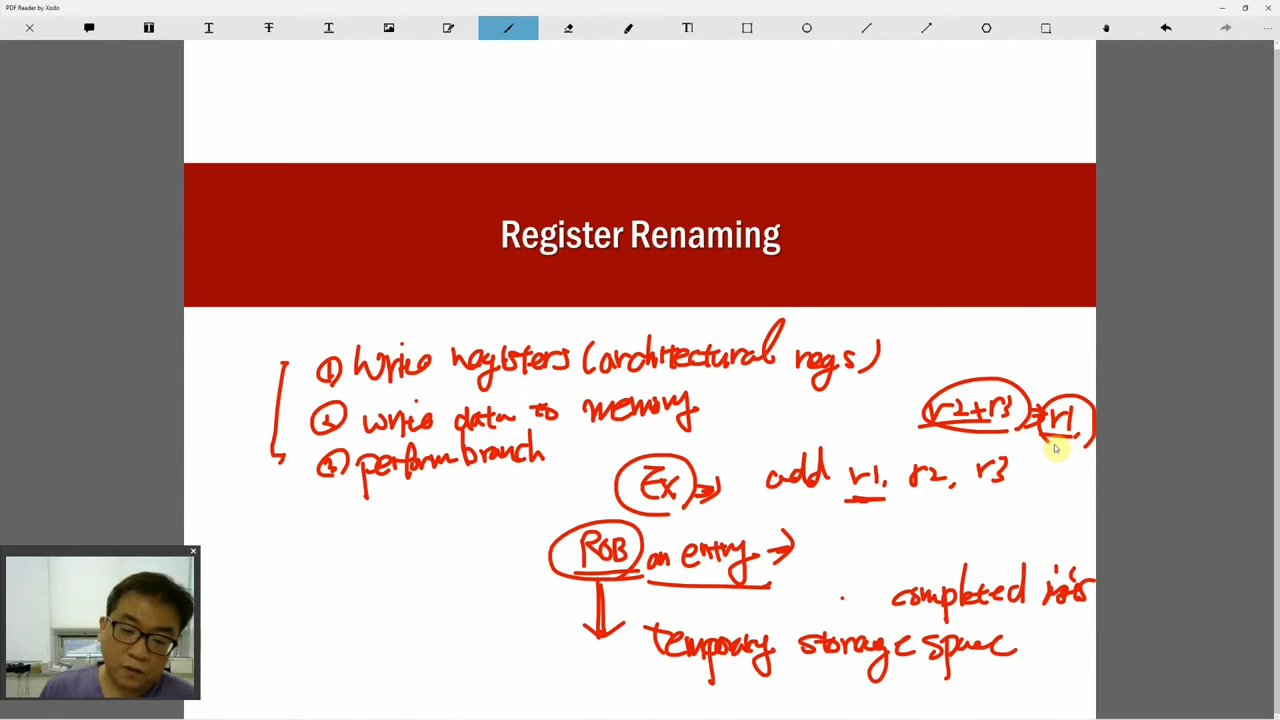 PDF Reader by Xodo
Register Renaming
① Write registers (architectural regs)
② write data to memory
③ perform branch
r2+r3 ⇒ r1,
Ex → add r1, r2, r3
ROB an entry →
completed
temporary storage space